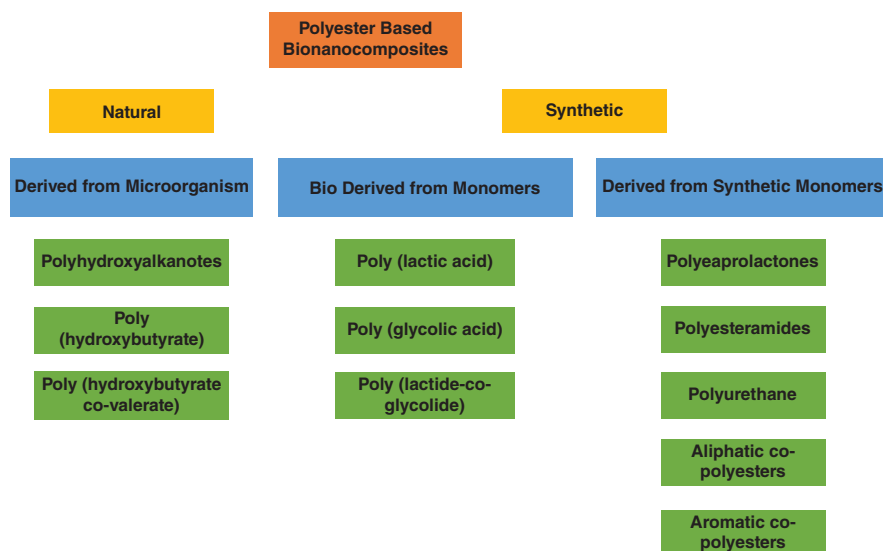 Polyester Based
Bionanocomposites
Natural
Synthetic
Derived from Microorganism
Bio Derived from Monomers
Derived from Synthetic Monomers
Polyhydroxyalkanotes
Poly (lactic acid)
Polyeaprolactones
Poly
(hydroxybutyrate)
Poly (glycolic acid)
Polyesteramides
Poly (hydroxybutyrate
co-valerate)
Poly (lactide-co-
glycolide)
Polyurethane
Aliphatic co-
polyesters
Aromatic co-
polyesters